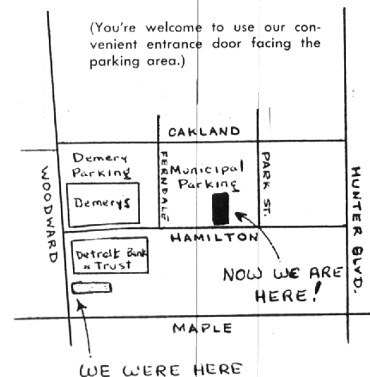 (You're welcome to use our con-
venient entrance door facing the
parking area.)
OAKLAND
WOODWARD
Demery
Parking
Demerys
FERNDALE
Municipal
Parking
PARK ST.
HUNTER BLVD.
HAMILTON
Detroit Bank
& Trust
NOW WE ARE
HERE!
MAPLE
WE WERE HERE